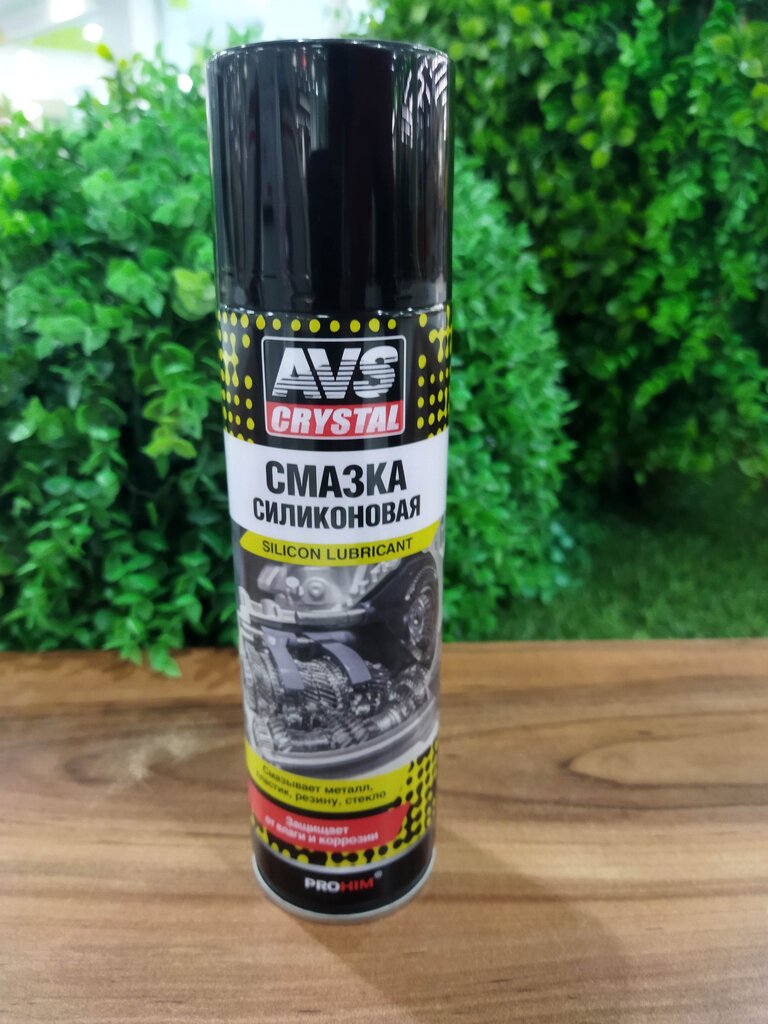 AVS
CRYSTAL
СМАЗКА
СИЛИКОНОВАЯ
SILICON LUBRICANT
Смазывает металл,
пластик, резину, стекло
Защищает
от влаги и коррозии
PROHIM®